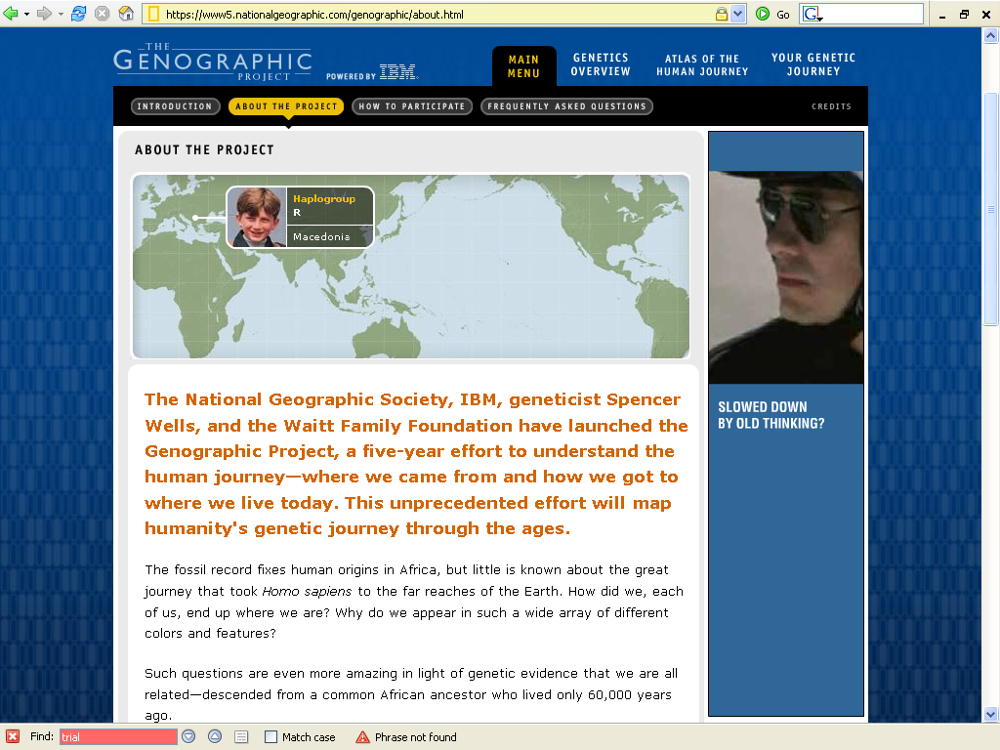 https://www5.nationalgeographic.com/genographic/about.html
Go
G
THE
GENOGRAPHIC
PROJECT
POWERED BY IBM
MAIN
MENU
GENETICS
OVERVIEW
ATLAS OF THE
HUMAN JOURNEY
YOUR GENETIC
JOURNEY
INTRODUCTION
ABOUT THE PROJECT
HOW TO PARTICIPATE
FREQUENTLY ASKED QUESTIONS
CREDITS
ABOUT THE PROJECT
Haplogroup
R
Macedonia
The National Geographic Society, IBM, geneticist Spencer
Wells, and the Waitt Family Foundation have launched the
Genographic Project, a five-year effort to understand the
human journey—where we came from and how we got to
where we live today. This unprecedented effort will map
humanity's genetic journey through the ages.
The fossil record fixes human origins in Africa, but little is known about the great
journey that took Homo sapiens to the far reaches of the Earth. How did we, each
of us, end up where we are? Why do we appear in such a wide array of different
colors and features?
Such questions are even more amazing in light of genetic evidence that we are all
related—descended from a common African ancestor who lived only 60,000 years
ago.
SLOWED DOWN
BY OLD THINKING?
Find: trial
Match case
Phrase not found